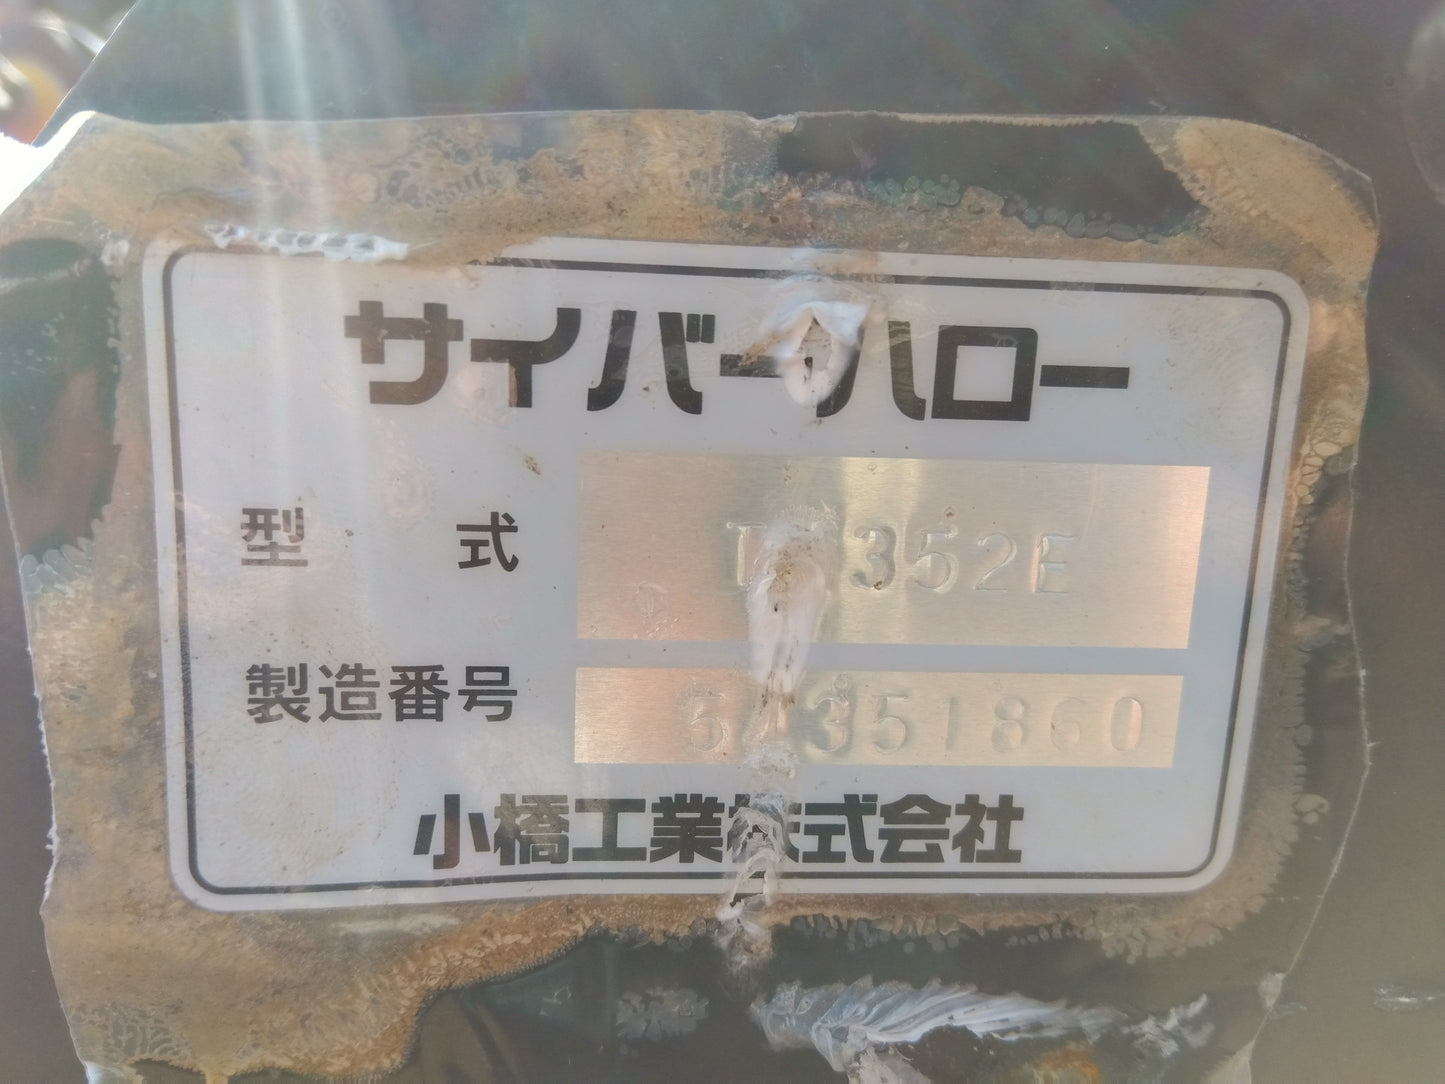 サイバーハロー
型式 352E
製造番号 54351860
小橋工業株式会社